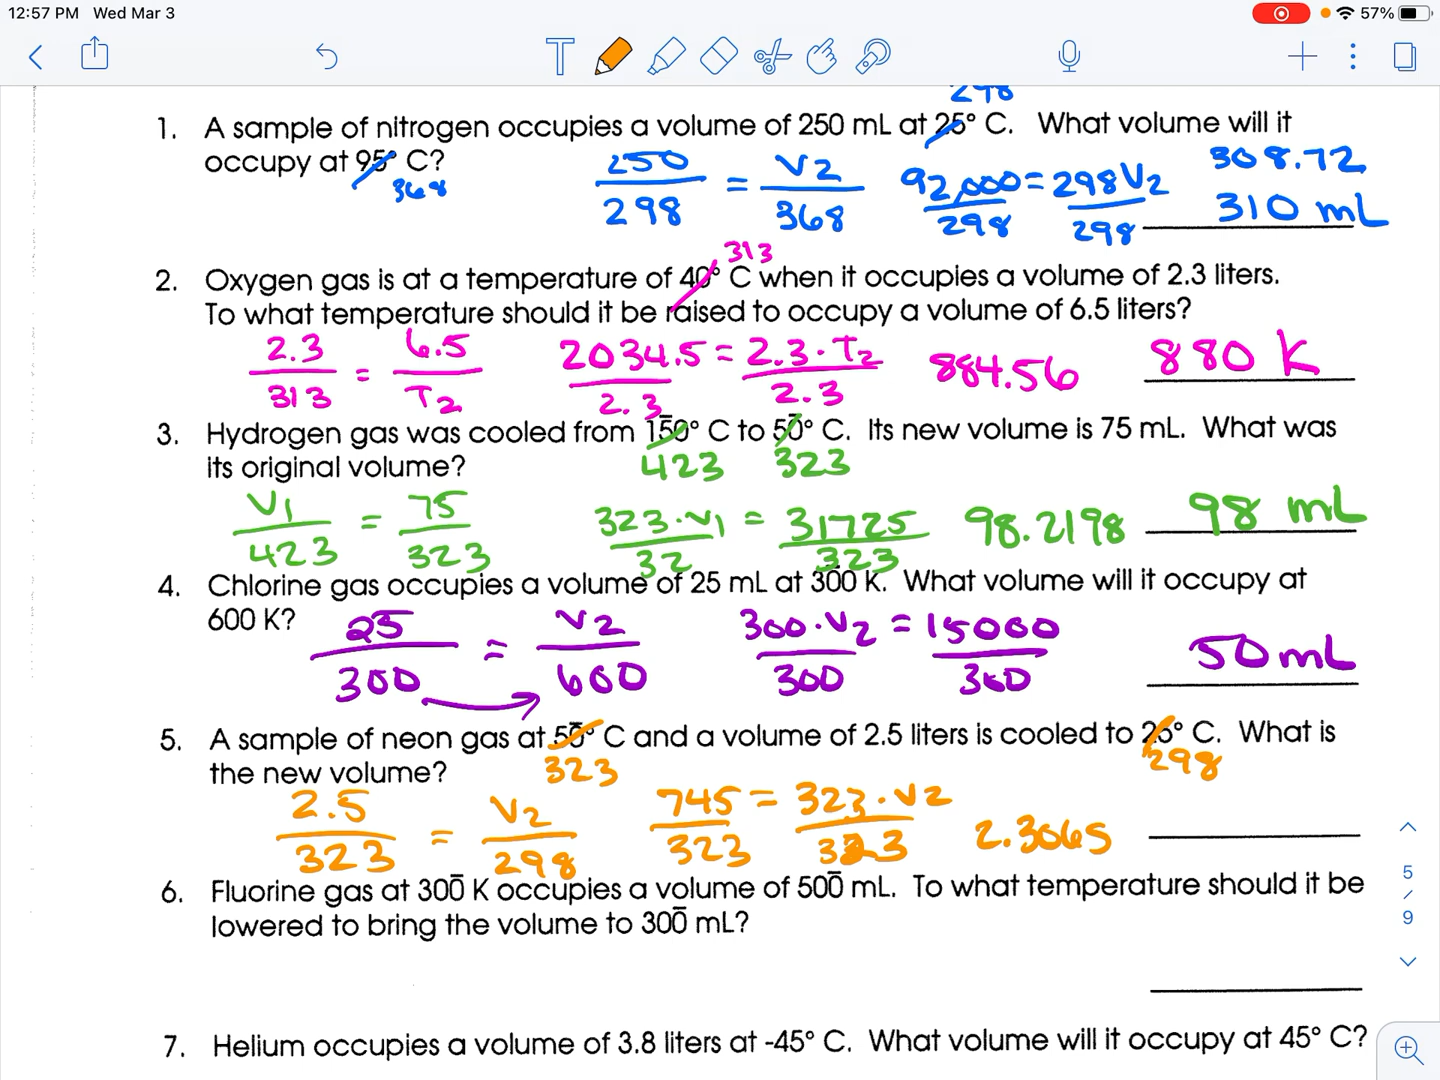 12:57 PM Wed Mar 3 57%
T
298
1. A sample of nitrogen occupies a volume of 250 mL at 25° C. What volume will it
occupy at 95° C?
368
250/298 = V2/368 92,000/298 = 298V2/298 308.72
310 mL
313
2. Oxygen gas is at a temperature of 40° C when it occupies a volume of 2.3 liters.
To what temperature should it be raised to occupy a volume of 6.5 liters?
2.3/313 = 6.5/T2 2034.5/2.3 = 2.3·T2/2.3 884.56 880 K
3. Hydrogen gas was cooled from 150̄° C to 50̄° C. Its new volume is 75 mL. What was
its original volume? 423 323
V1/423 = 75/323 323·V1/32 = 31725/323 98.2198 98 mL
4. Chlorine gas occupies a volume of 25 mL at 300 K. What volume will it occupy at
600 K?
25/300 = V2/600 300·V2/300 = 15000/300 50 mL
5. A sample of neon gas at 50̄° C and a volume of 2.5 liters is cooled to 25° C. What is
the new volume? 323 298
2.5/323 = V2/298 745/323 = 323·V2/323 2.3065
6. Fluorine gas at 300̄ K occupies a volume of 500̄ mL. To what temperature should it be
lowered to bring the volume to 300̄ mL?
7. Helium occupies a volume of 3.8 liters at -45° C. What volume will it occupy at 45° C?
5
/
9